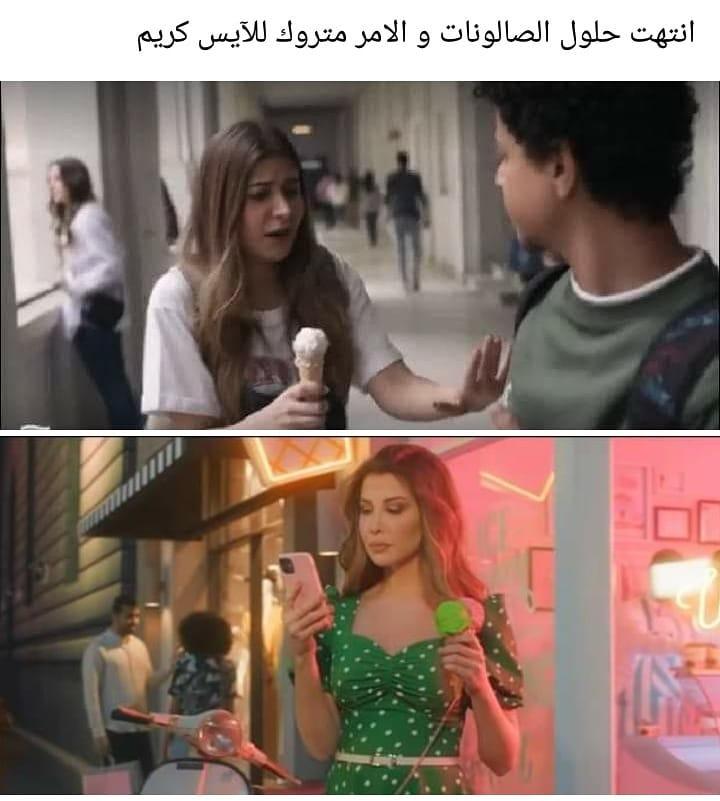 انتهت حلول الصالونات و الامر متروك للآيس كريم